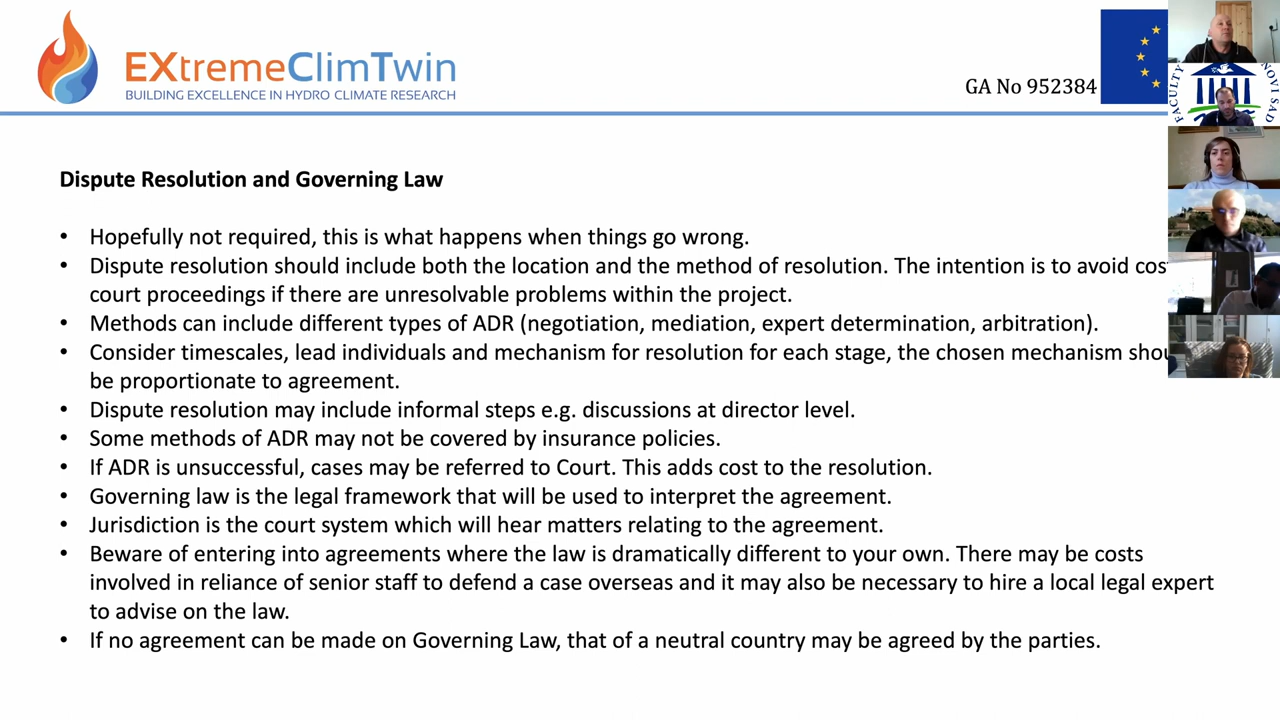 EXtremeClimTwin
BUILDING EXCELLENCE IN HYDRO CLIMATE RESEARCH
GA No 952384
FACULTY
NOVI SAD
Dispute Resolution and Governing Law
• Hopefully not required, this is what happens when things go wrong.
• Dispute resolution should include both the location and the method of resolution. The intention is to avoid cos
court proceedings if there are unresolvable problems within the project.
• Methods can include different types of ADR (negotiation, mediation, expert determination, arbitration).
• Consider timescales, lead individuals and mechanism for resolution for each stage, the chosen mechanism shou
be proportionate to agreement.
• Dispute resolution may include informal steps e.g. discussions at director level.
• Some methods of ADR may not be covered by insurance policies.
• If ADR is unsuccessful, cases may be referred to Court. This adds cost to the resolution.
• Governing law is the legal framework that will be used to interpret the agreement.
• Jurisdiction is the court system which will hear matters relating to the agreement.
• Beware of entering into agreements where the law is dramatically different to your own. There may be costs
involved in reliance of senior staff to defend a case overseas and it may also be necessary to hire a local legal expert
to advise on the law.
• If no agreement can be made on Governing Law, that of a neutral country may be agreed by the parties.